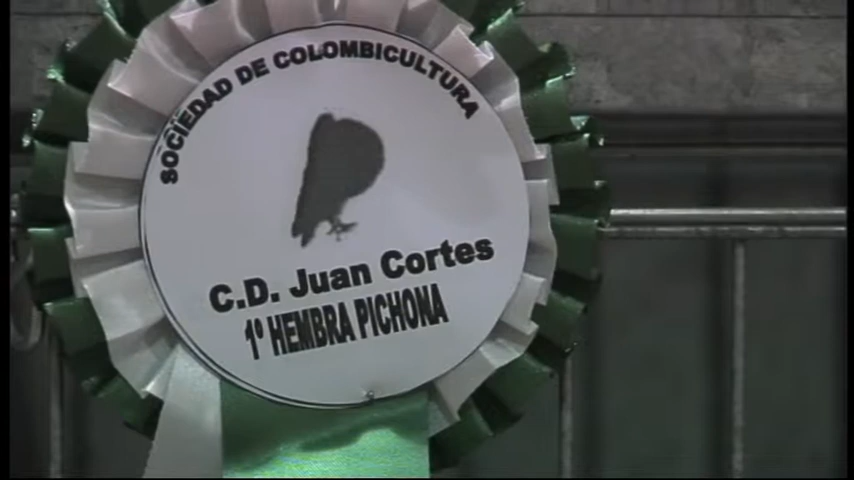 SOCIEDAD DE COLOMBICULTURA
C.D. Juan Cortes
1º HEMBRA PICHONA